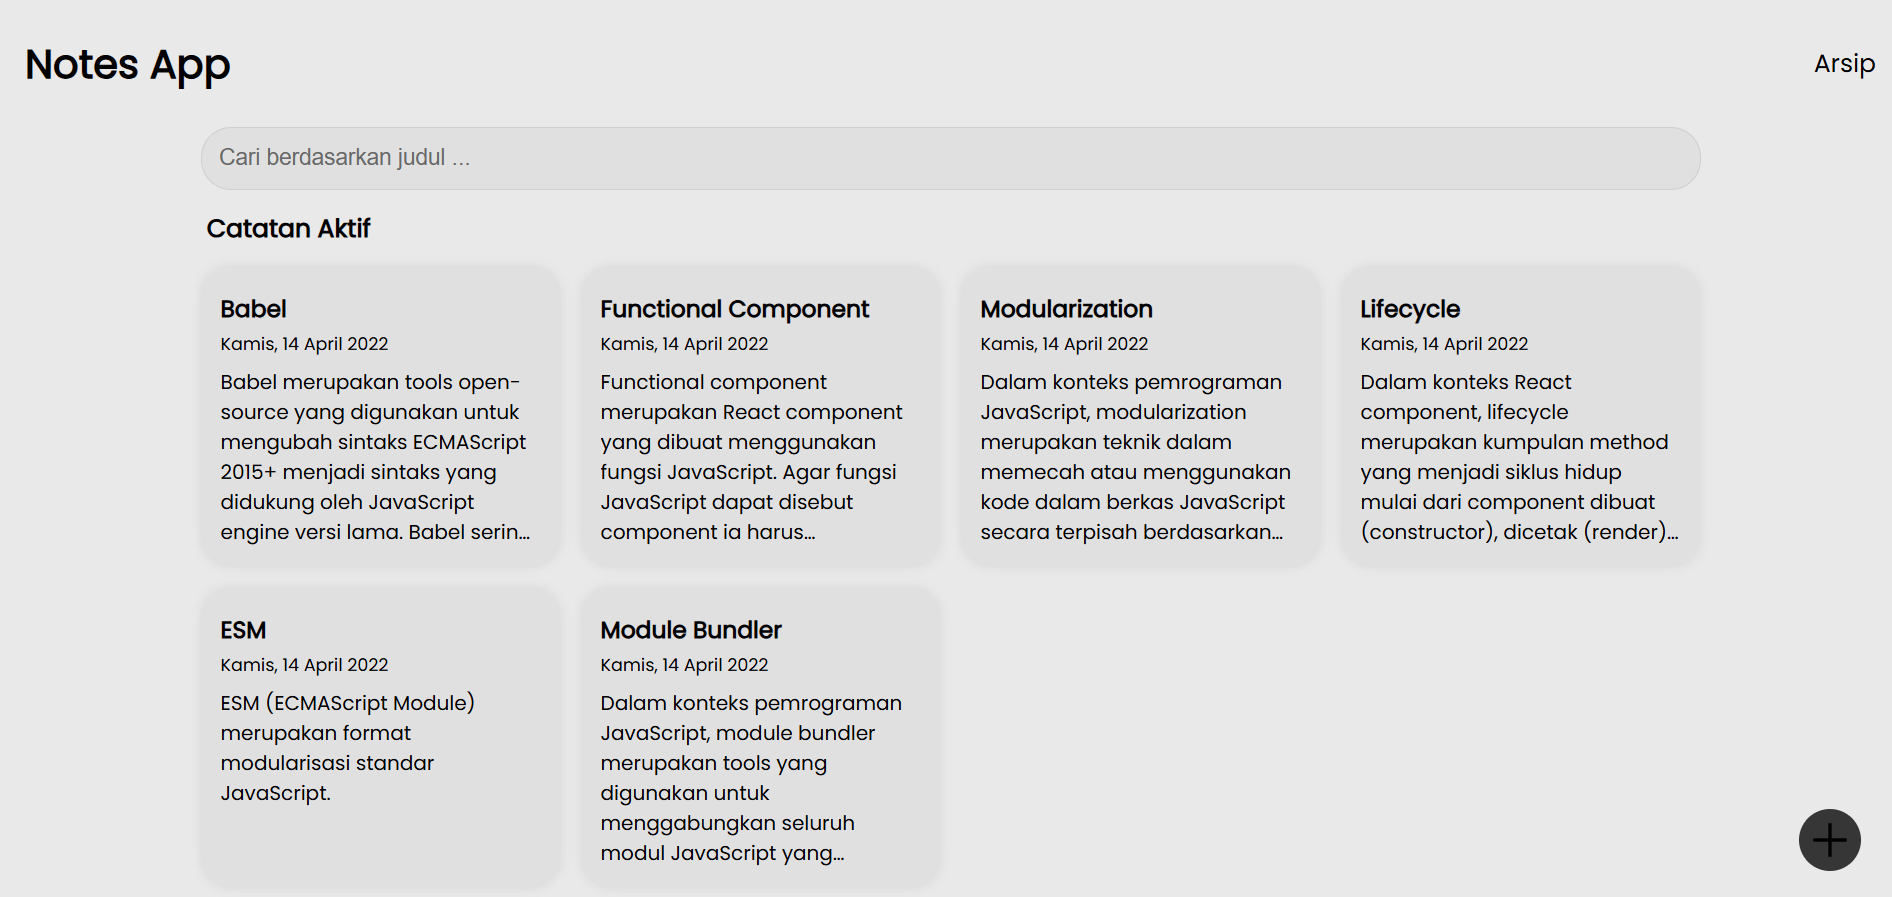 Notes App
Arsip
Cari berdasarkan judul ...
Catatan Aktif
Babel
Kamis, 14 April 2022
Babel merupakan tools open-
source yang digunakan untuk
mengubah sintaks ECMAScript
2015+ menjadi sintaks yang
didukung oleh JavaScript
engine versi lama. Babel serin...
Functional Component
Kamis, 14 April 2022
Functional component
merupakan React component
yang dibuat menggunakan
fungsi JavaScript. Agar fungsi
JavaScript dapat disebut
component ia harus...
Modularization
Kamis, 14 April 2022
Dalam konteks pemrograman
JavaScript, modularization
merupakan teknik dalam
memecah atau menggunakan
kode dalam berkas JavaScript
secara terpisah berdasarkan...
Lifecycle
Kamis, 14 April 2022
Dalam konteks React
component, lifecycle
merupakan kumpulan method
yang menjadi siklus hidup
mulai dari component dibuat
(constructor), dicetak (render)...
ESM
Kamis, 14 April 2022
ESM (ECMAScript Module)
merupakan format
modularisasi standar
JavaScript.
Module Bundler
Kamis, 14 April 2022
Dalam konteks pemrograman
JavaScript, module bundler
merupakan tools yang
digunakan untuk
menggabungkan seluruh
modul JavaScript yang...